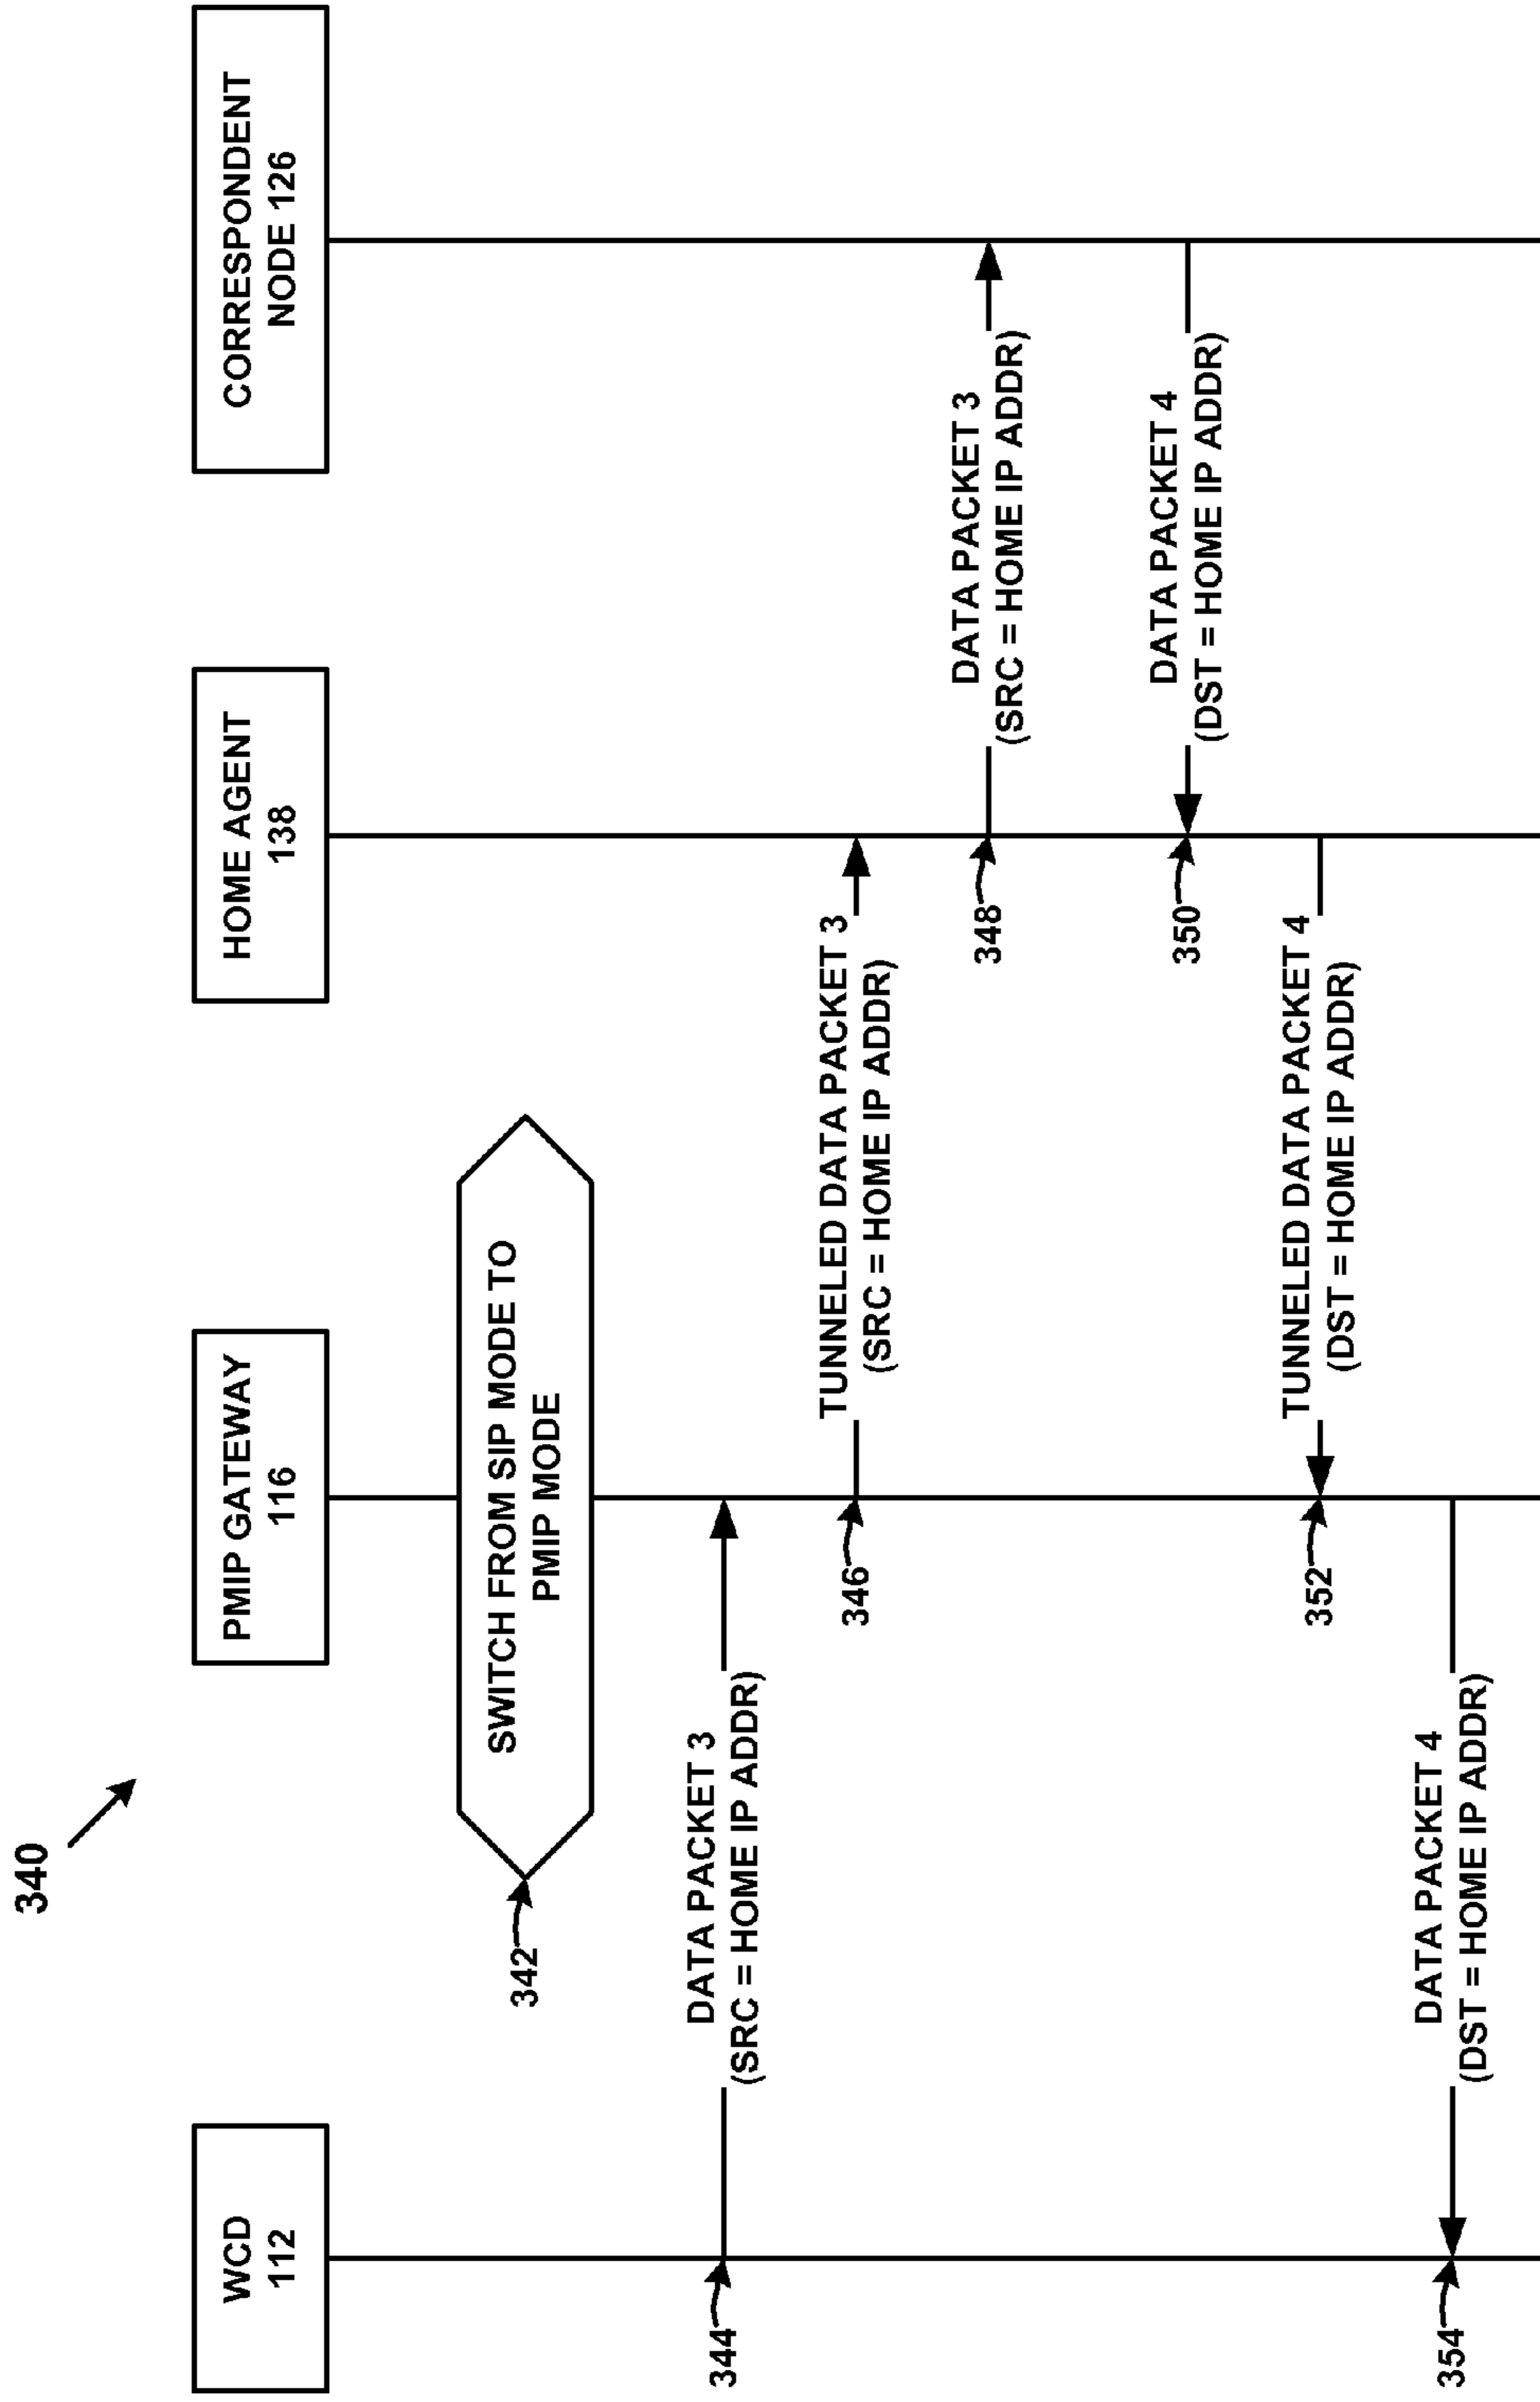 340
WCD
112
PMIP GATEWAY
116
HOME AGENT
138
CORRESPONDENT
NODE 126
342
SWITCH FROM SIP MODE TO
PMIP MODE
344
DATA PACKET 3
(SRC = HOME IP ADDR)
346
TUNNELED DATA PACKET 3
(SRC = HOME IP ADDR)
348
DATA PACKET 3
(SRC = HOME IP ADDR)
350
DATA PACKET 4
(DST = HOME IP ADDR)
352
TUNNELED DATA PACKET 4
(DST = HOME IP ADDR)
354
DATA PACKET 4
(DST = HOME IP ADDR)